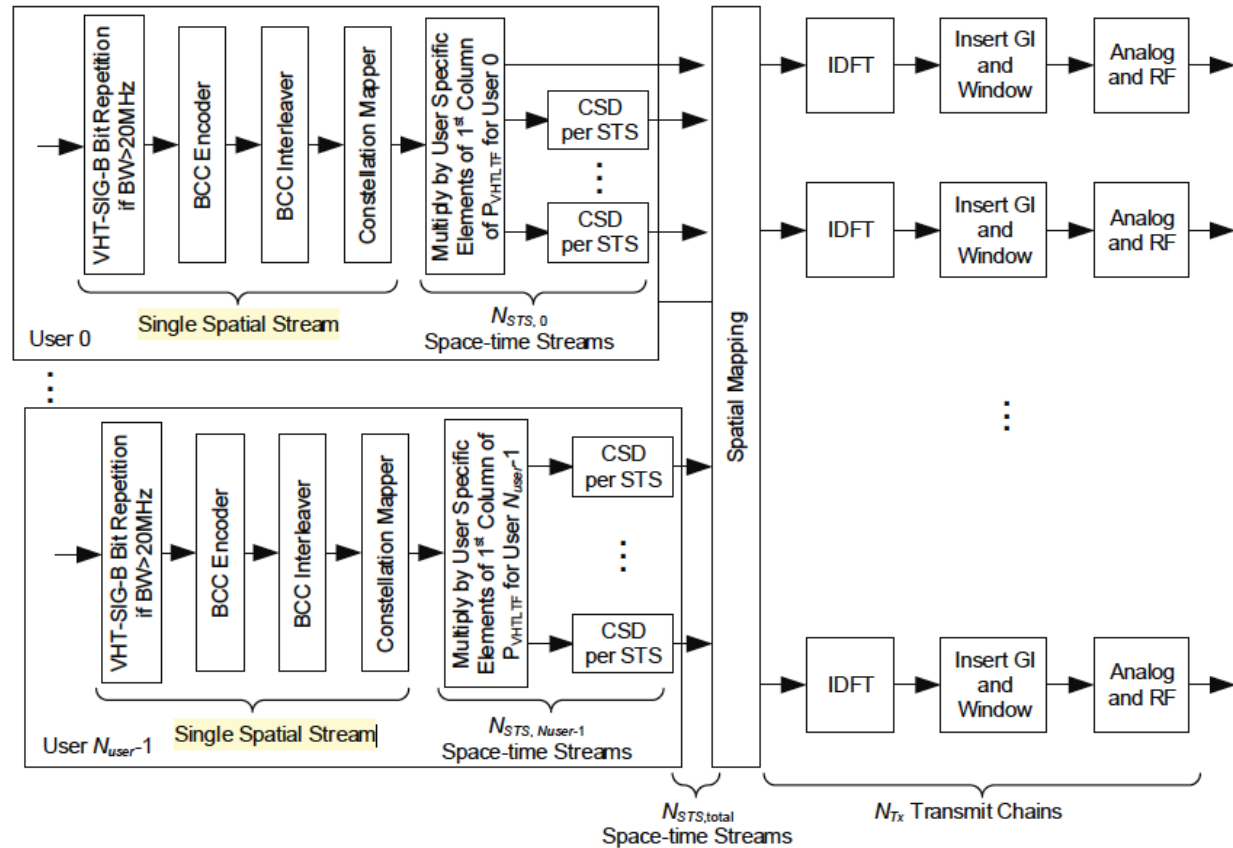 VHT-SIG-B Bit Repetition
if BW>20MHz
BCC Encoder
BCC Interleaver
Constellation Mapper
Multiply by User Specific
Elements of 1st Column
of PVHTLTF for User 0
CSD
per STS
CSD
per STS
Single Spatial Stream
NSTS, 0
Space-time Streams
User 0
VHT-SIG-B Bit Repetition
if BW>20MHz
BCC Encoder
BCC Interleaver
Constellation Mapper
Multiply by User Specific
Elements of 1st Column of
PVHTLTF for User Nuser-1
CSD
per STS
CSD
per STS
Single Spatial Stream
NSTS, Nuser-1
Space-time Streams
User Nuser-1
Spatial Mapping
NSTS,total
Space-time Streams
IDFT
Insert GI
and
Window
Analog
and RF
IDFT
Insert GI
and
Window
Analog
and RF
IDFT
Insert GI
and
Window
Analog
and RF
NTx Transmit Chains